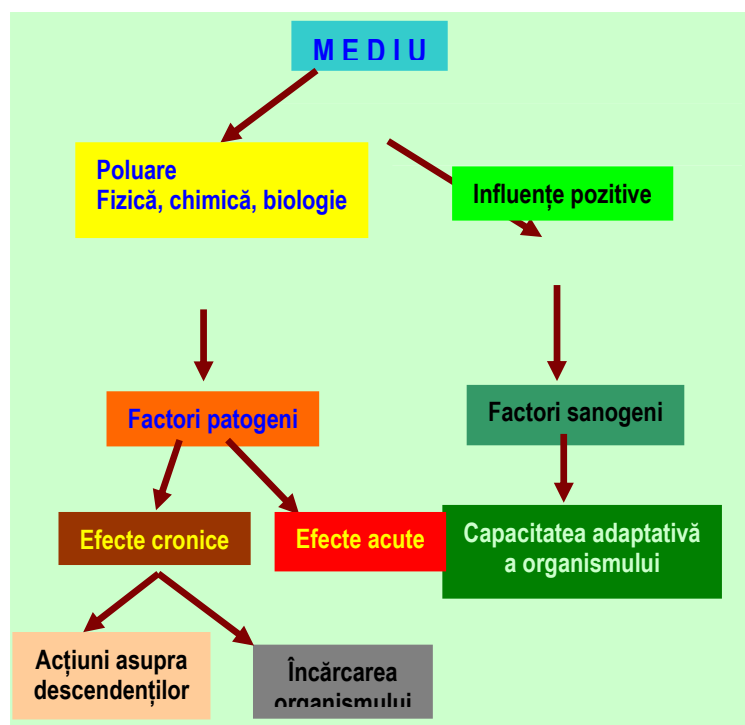 M E D I U
Poluare
Fizică, chimică, biologie
Influențe pozitive
Factori patogeni
Factori sanogeni
Efecte cronice
Efecte acute
Capacitatea adaptativă
a organismului
Acțiuni asupra
descendenților
Încărcarea
organismului